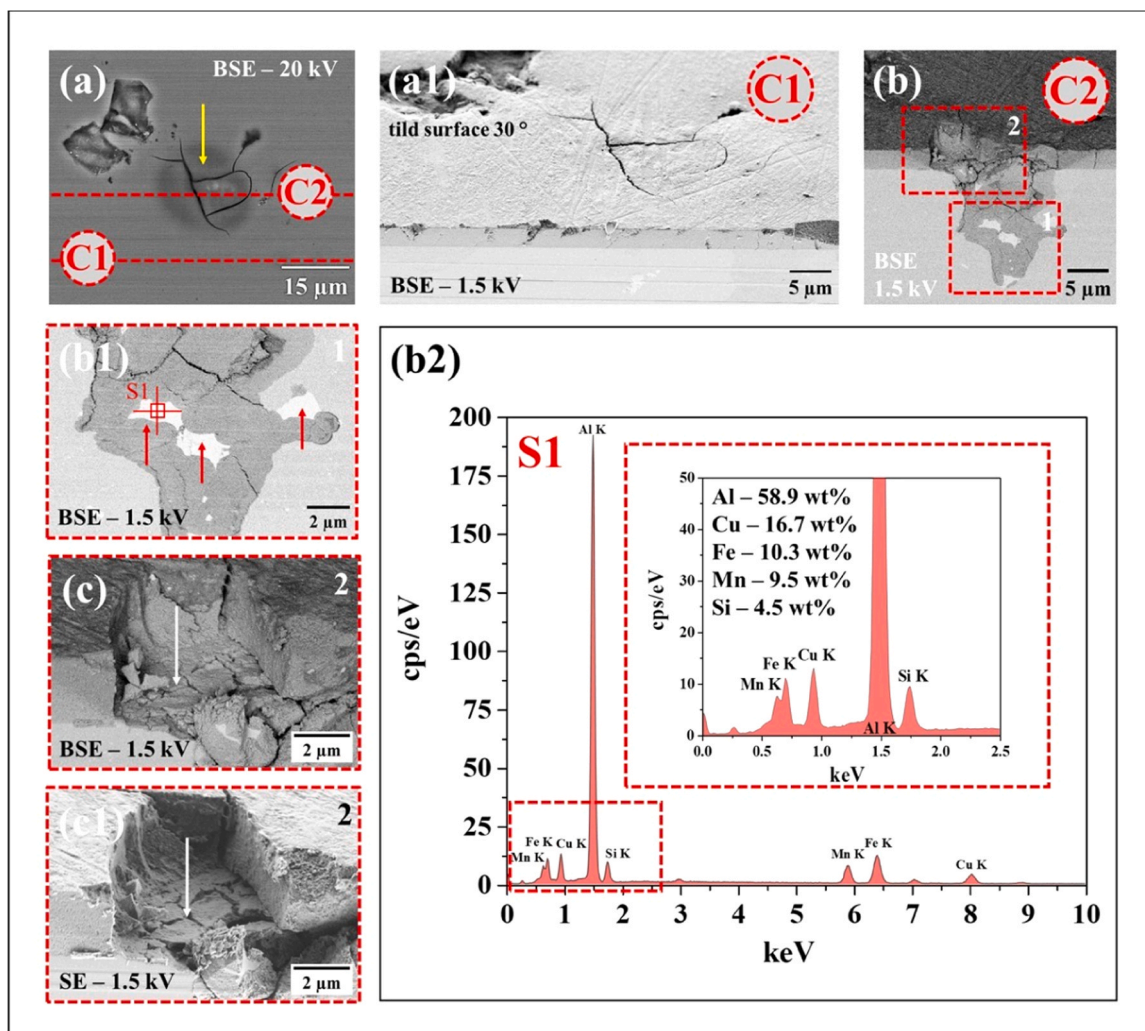 (a)
BSE – 20 kV
C2
C1
15 µm
(a1)
C1
tild surface 30 °
BSE – 1.5 kV
5 µm
(b)
C2
2
1
BSE
1.5 kV
5 µm
(b1)
1
S1
BSE – 1.5 kV
2 µm
(c)
2
BSE – 1.5 kV
2 µm
(c1)
2
SE – 1.5 kV
2 µm
(b2)
S1
cps/eV
200
175
150
125
100
75
50
25
0
Al K
Mn K
Fe K
Cu K
Si K
Mn K
Fe K
Cu K
0 1 2 3 4 5 6 7 8 9 10
keV
Al – 58.9 wt%
Cu – 16.7 wt%
Fe – 10.3 wt%
Mn – 9.5 wt%
Si – 4.5 wt%
cps/eV
50
40
30
20
10
0
Mn K
Fe K
Cu K
Al K
Si K
0.0 0.5 1.0 1.5 2.0 2.5
keV